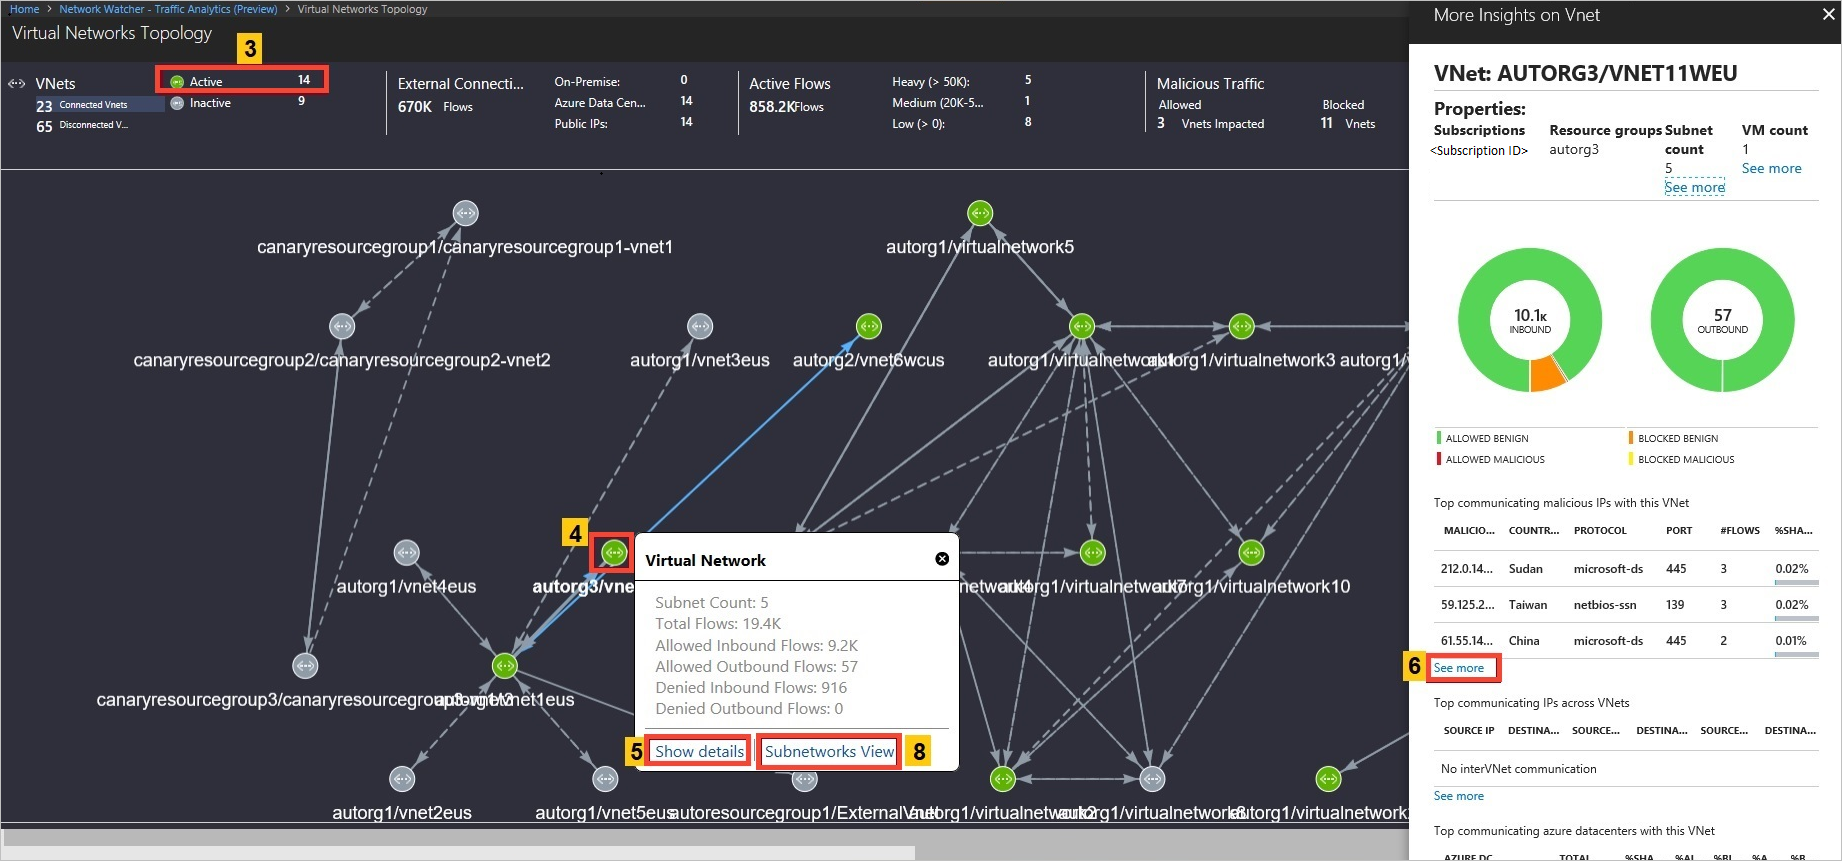 Home > Network Watcher - Traffic Analytics (Preview) > Virtual Networks Topology
Virtual Networks Topology
3
VNets
23 Connected Vnets
65 Disconnected V...
Active 14
Inactive 9
External Connecti...
670K Flows
On-Premise: 0
Azure Data Cen... 14
Public IPs: 14
Active Flows
858.2K Flows
Heavy (> 50K): 5
Medium (20K-5... 1
Low (> 0): 8
Malicious Traffic
Allowed
3 Vnets Impacted
Blocked
11 Vnets
canaryresourcegroup1/canaryresourcegroup1-vnet1
autorg1/virtualnetwork5
canaryresourcegroup2/canaryresourcegroup2-vnet2
autorg1/vnet3eus
autorg2/vnet6wcus
autorg1/virtualnetwork1
autorg1/virtualnetwork3
autorg1/
4
autorg1/vnet4eus
autorg3/vne
network4
autorg1/virtualnetwork7
autorg1/virtualnetwork10
Virtual Network
Subnet Count: 5
Total Flows: 19.4K
Allowed Inbound Flows: 9.2K
Allowed Outbound Flows: 57
Denied Inbound Flows: 916
Denied Outbound Flows: 0
5
Show details
Subnetworks View
8
canaryresourcegroup3/canaryresourcegroup3-vnet3
autorg1/vnet1eus
autorg1/vnet2eus
autorg1/vnet5eus
autoresourcegroup1/ExternalVnet
autorg1/virtualnetwork2
autorg1/virtualnetwork8
autorg1/virtualnetwork
More Insights on Vnet
VNet: AUTORG3/VNET11WEU
Properties:
Subscriptions
<Subscription ID>
Resource groups
autorg3
Subnet
count
5
See more
VM count
1
See more
10.1K
INBOUND
57
OUTBOUND
ALLOWED BENIGN
BLOCKED BENIGN
ALLOWED MALICIOUS
BLOCKED MALICIOUS
Top communicating malicious IPs with this VNet
MALICIO... COUNTR... PROTOCOL PORT #FLOWS %SHA...
212.0.14... Sudan microsoft-ds 445 3 0.02%
59.125.2... Taiwan netbios-ssn 139 3 0.02%
61.55.14... China microsoft-ds 445 2 0.01%
6
See more
Top communicating IPs across VNets
SOURCE IP DESTINA... SOURCE... DESTINA... SOURCE... DESTINA...
No interVNet communication
See more
Top communicating azure datacenters with this VNet
AZURE DC TOTAL %SHA %AL %BL %A %B